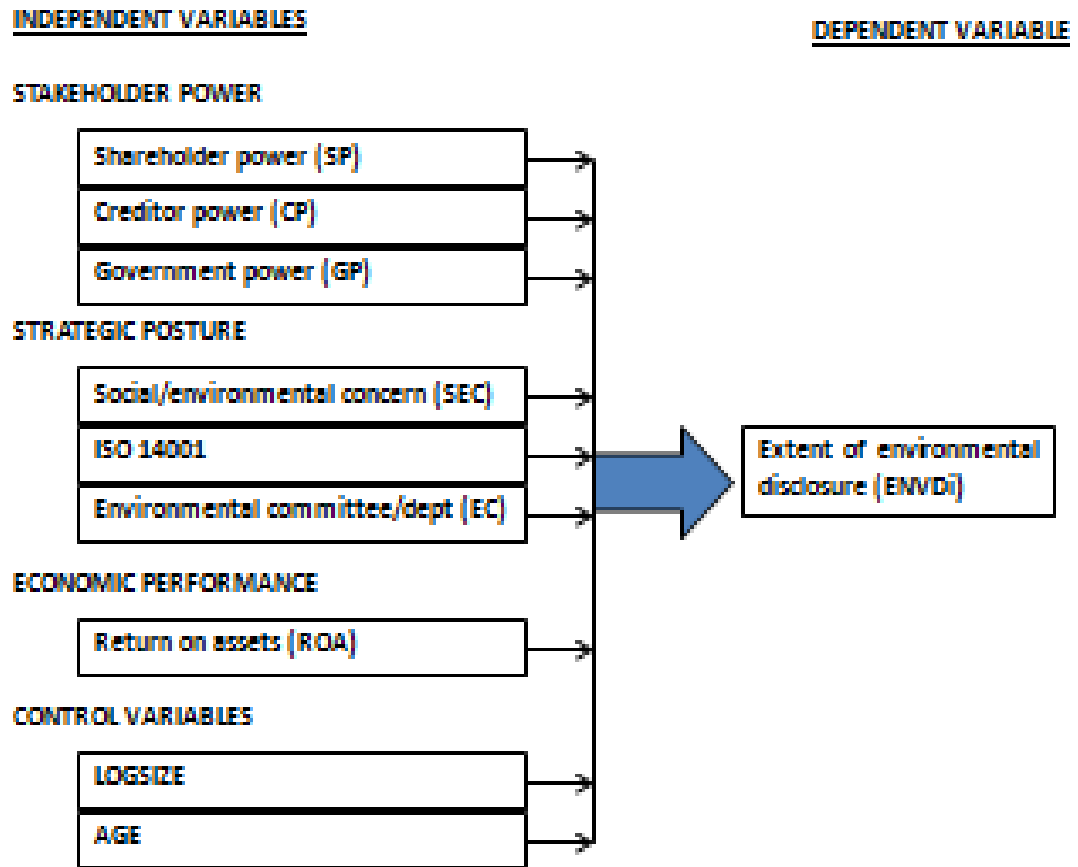 INDEPENDENT VARIABLES
DEPENDENT VARIABLE
STAKEHOLDER POWER
Shareholder power (SP)
Creditor power (CP)
Government power (GP)
STRATEGIC POSTURE
Social/environmental concern (SEC)
ISO 14001
Environmental committee/dept (EC)
Extent of environmental
disclosure (ENVDi)
ECONOMIC PERFORMANCE
Return on assets (ROA)
CONTROL VARIABLES
LOGSIZE
AGE